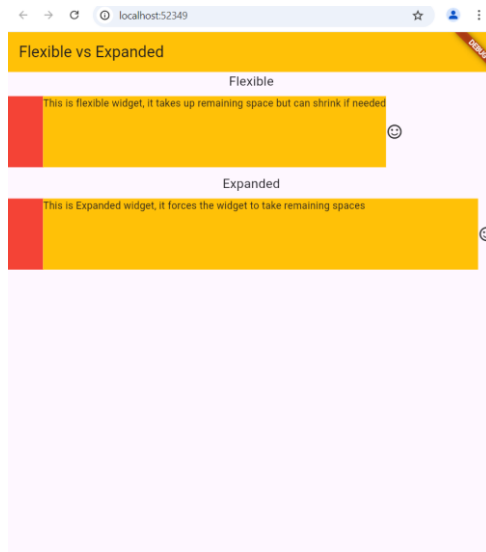 localhost:52349
Flexible vs Expanded
DEBUG
Flexible
This is flexible widget, it takes up remaining space but can shrink if needed
Expanded
This is Expanded widget, it forces the widget to take remaining spaces